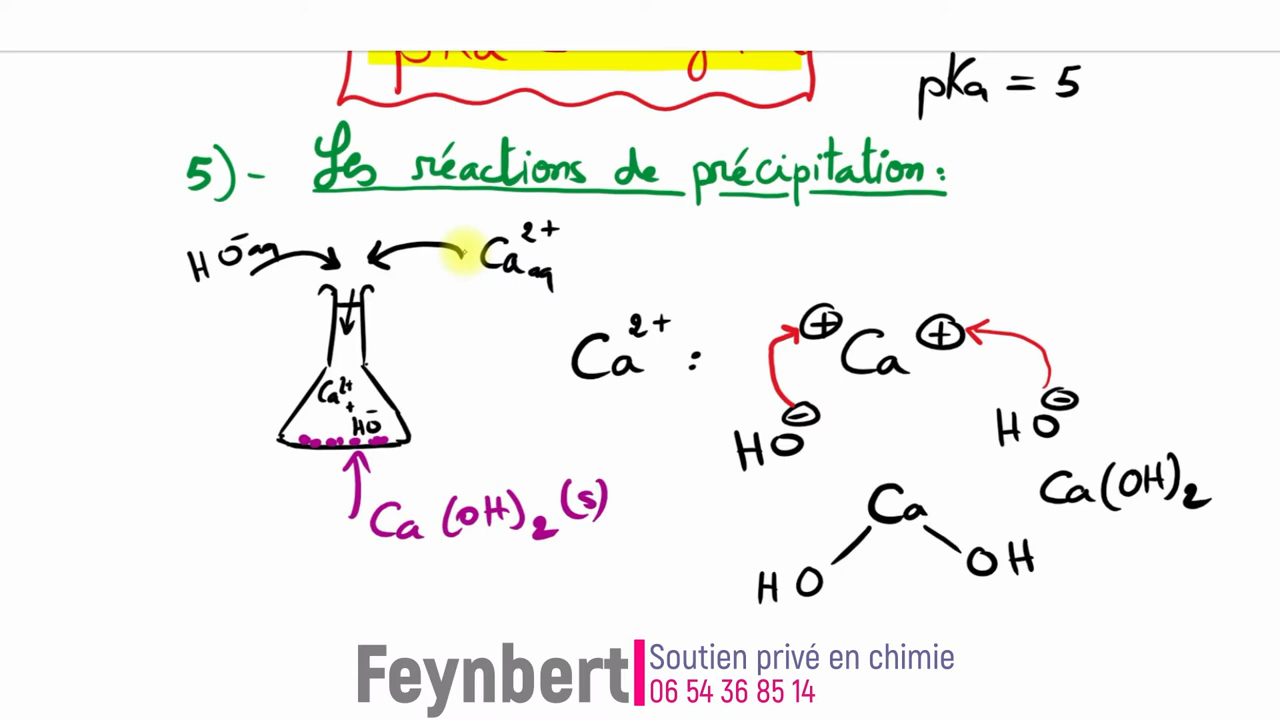 pKa =
pKa = 5
5)- Les réactions de précipitation:
HO⁻aq
Ca²⁺aq
Ca²⁺ :
⊕Ca⊕
Ca²⁺
+
HO⁻
HO⊖
HO⊖
Ca(OH)₂(s)
Ca(OH)₂
Ca
HO
OH
Feynbert
Soutien privé en chimie
06 54 36 85 14